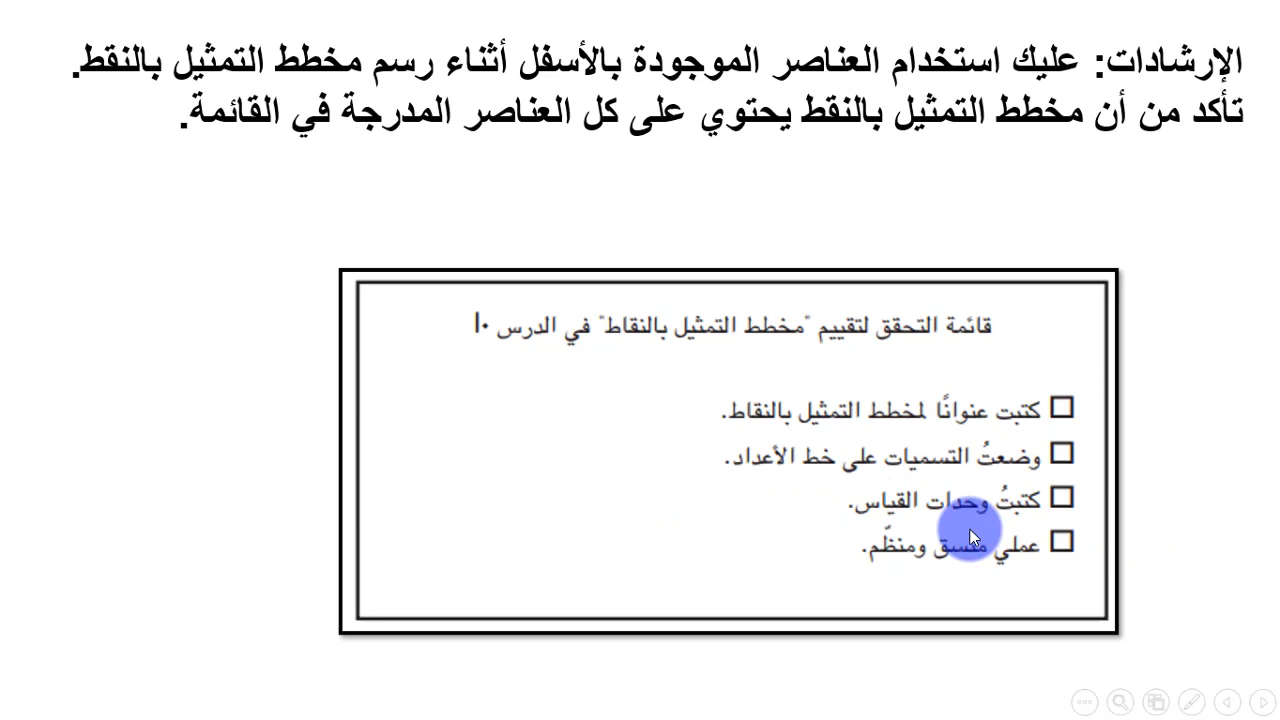 الإرشادات: عليك استخدام العناصر الموجودة بالأسفل أثناء رسم مخطط التمثيل بالنقط.
تأكد من أن مخطط التمثيل بالنقط يحتوي على كل العناصر المدرجة في القائمة.
قائمة التحقق لتقييم "مخطط التمثيل بالنقاط" في الدرس ١٠
كتبت عنوانًا لمخطط التمثيل بالنقاط.
وضعتُ التسميات على خط الأعداد.
كتبتُ وحدات القياس.
عملي متسق ومنظّم.